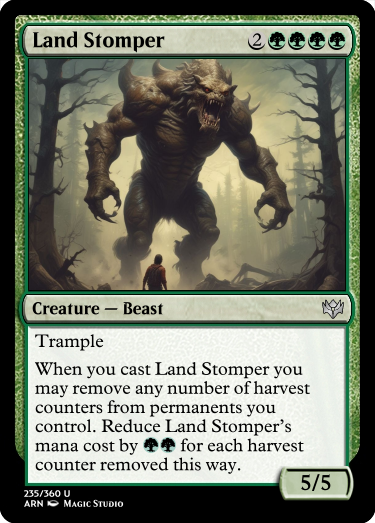 Land Stomper 2
Creature — Beast
Trample
When you cast Land Stomper you
may remove any number of harvest
counters from permanents you
control. Reduce Land Stomper's
mana cost by for each harvest
counter removed this way.
5/5
235/360 U
ARN Magic Studio